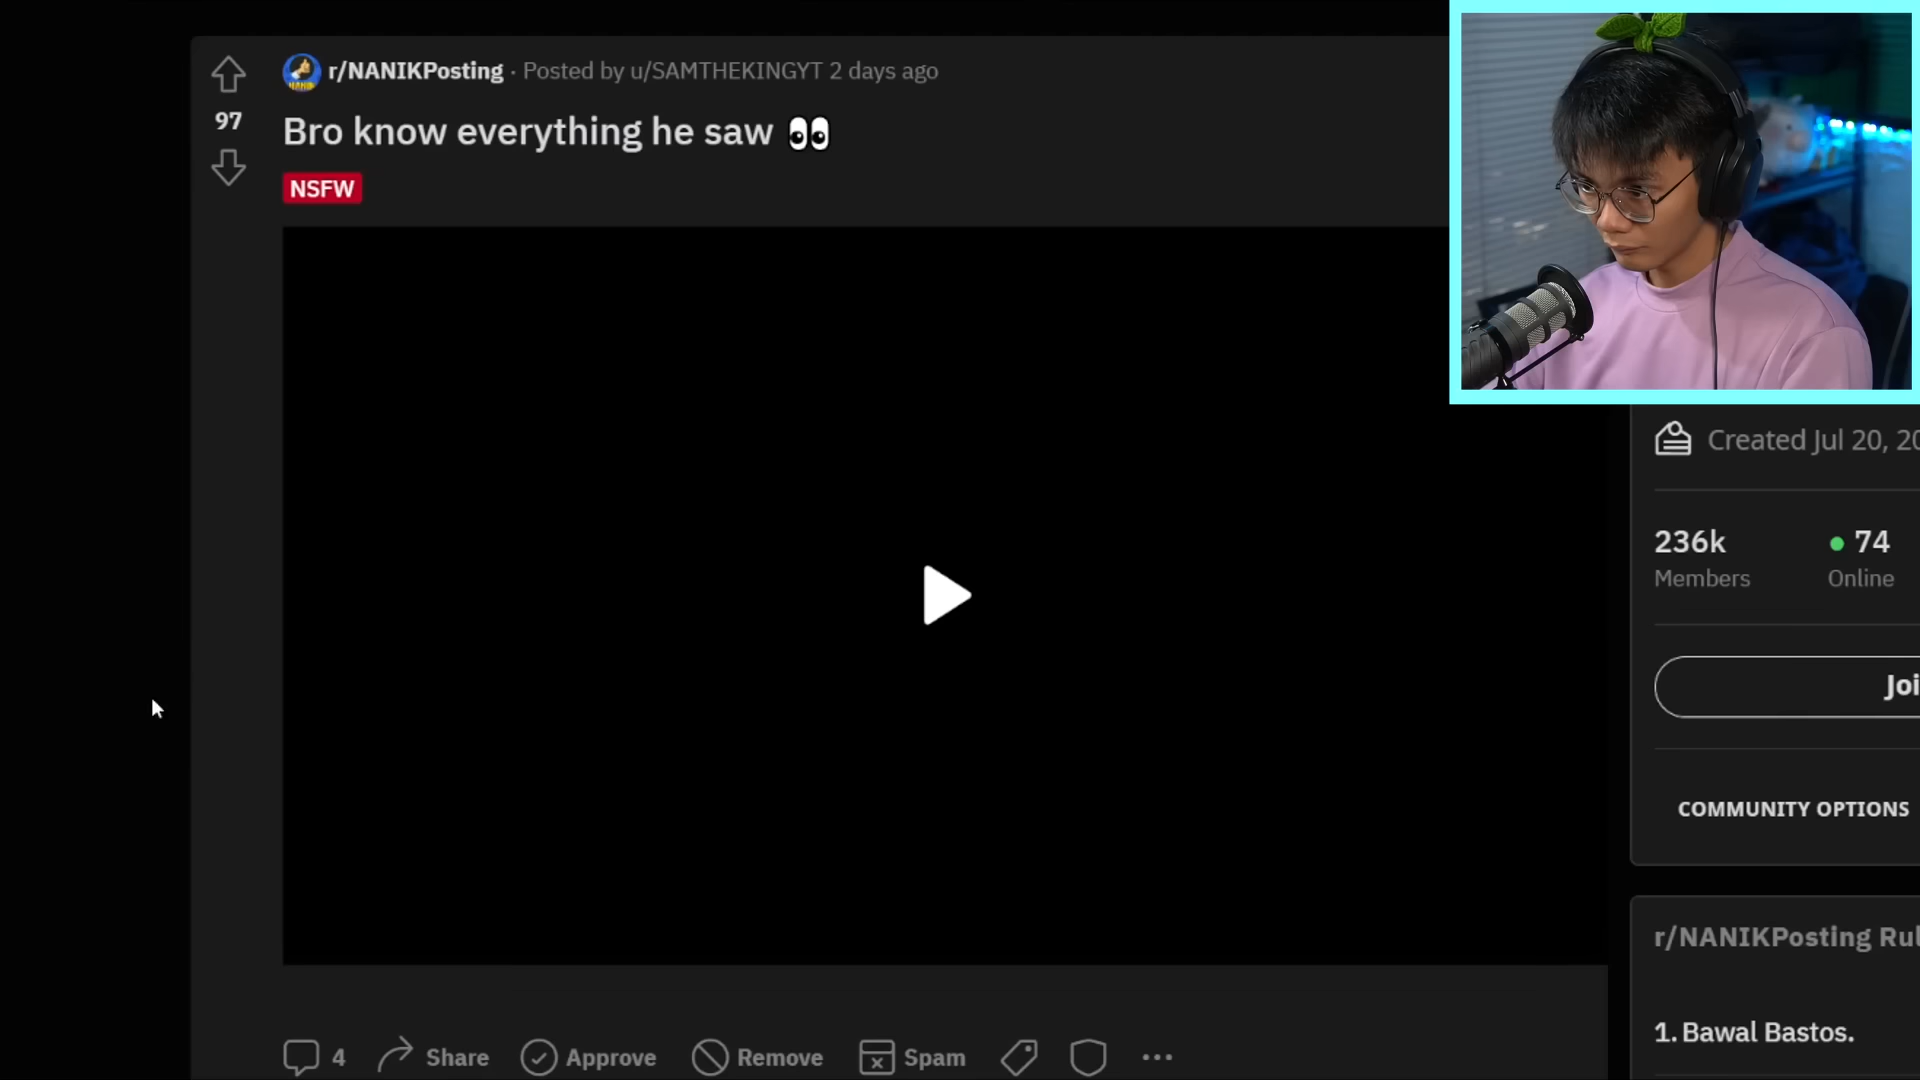 r/NANIKPosting · Posted by u/SAMTHEKINGYT 2 days ago
97
Bro know everything he saw 👀
NSFW
Created Jul 20, 20
236k
74
Members
Online
Joi
COMMUNITY OPTIONS
r/NANIKPosting Rul
1. Bawal Bastos.
4
Share
Approve
Remove
Spam